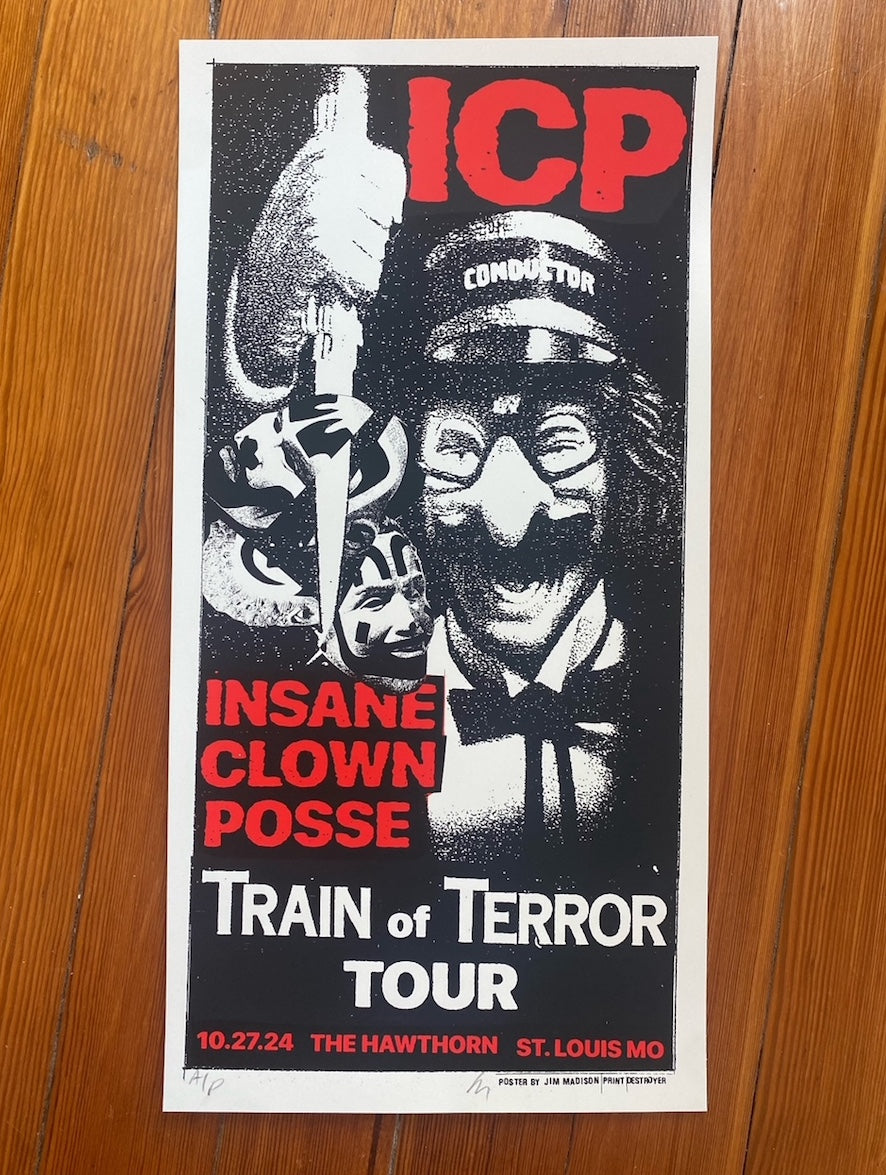 ICP
CONDUCTOR
INSANE
CLOWN
POSSE
TRAIN of TERROR
TOUR
10.27.24 THE HAWTHORN ST. LOUIS MO
A/P
POSTER BY JIM MADISON PRINT DESTROYER